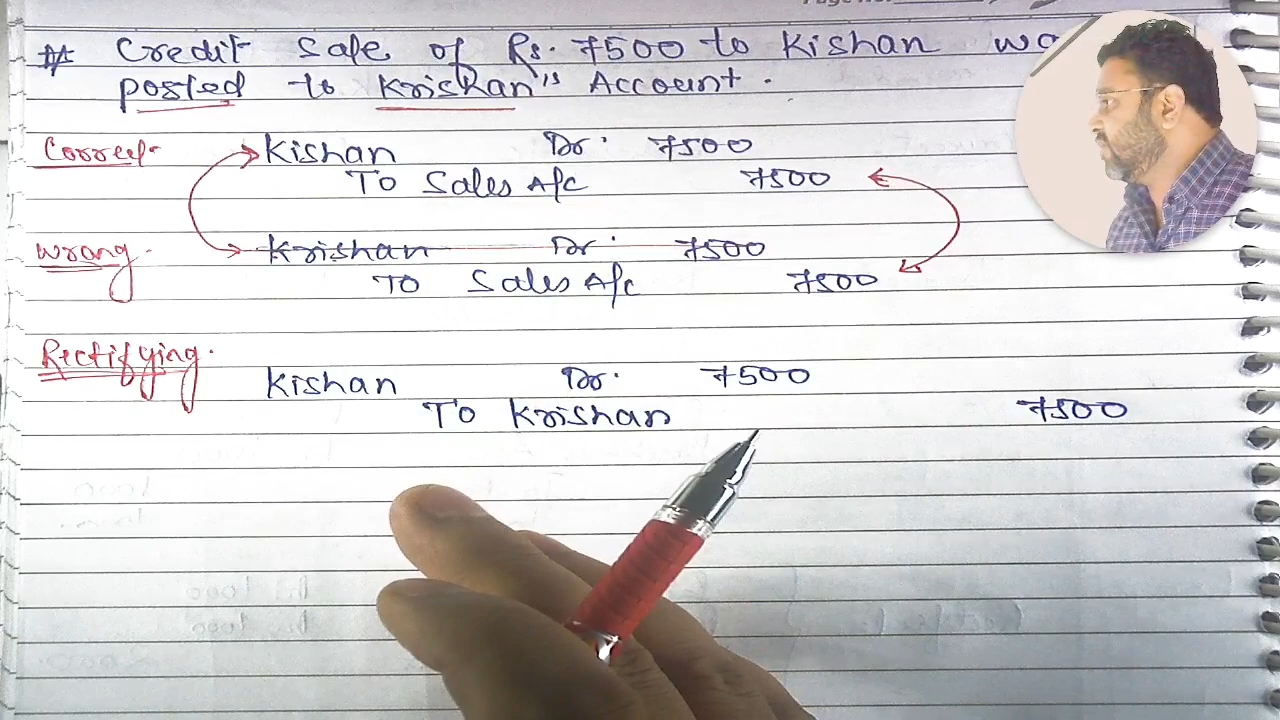 Credit Sale of Rs. 7500 to Kishan wa
posted to Krishan's Account.
Correct Kishan Dr. 7500
To Sales A/c 7500
Wrong. Krishan Dr. 7500
To Sales A/c 7500
Rectifying.
Kishan Dr. 7500
To Krishan 7500